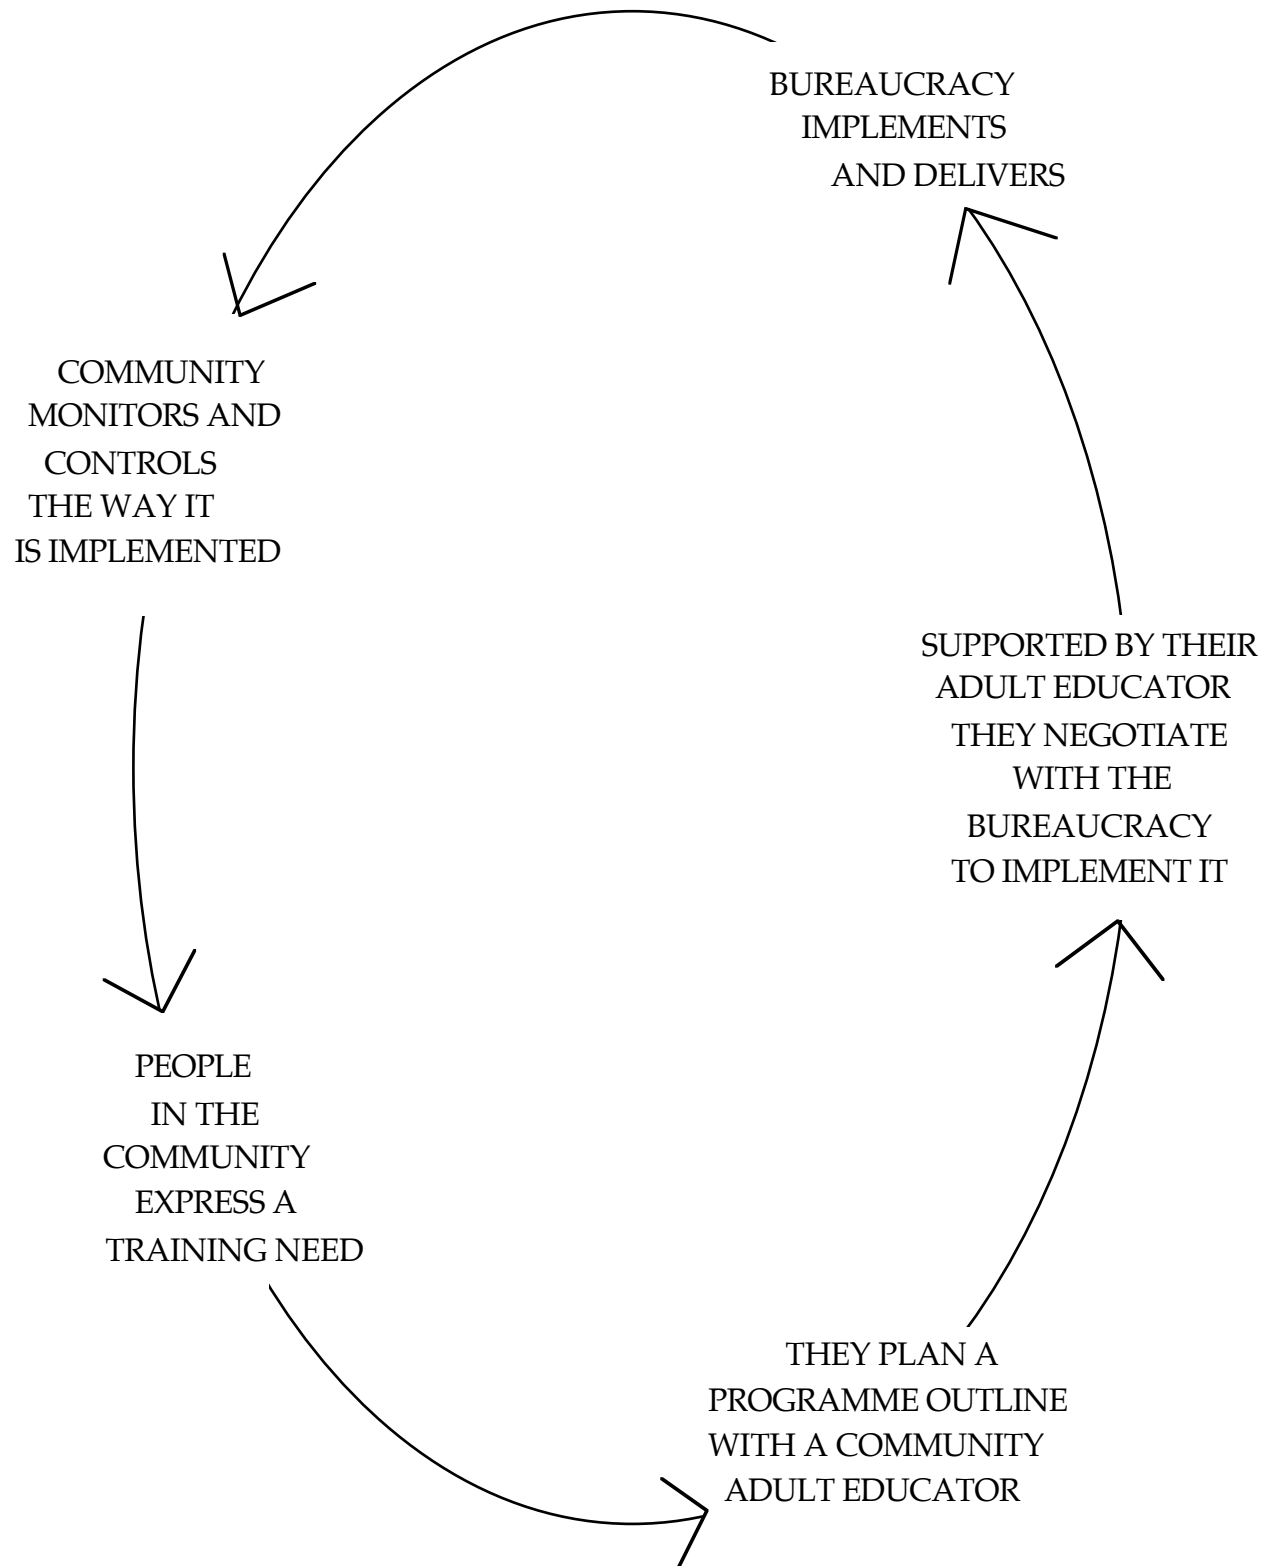 BUREAUCRACY
IMPLEMENTS
AND DELIVERS
COMMUNITY
MONITORS AND
CONTROLS
THE WAY IT
IS IMPLEMENTED
SUPPORTED BY THEIR
ADULT EDUCATOR
THEY NEGOTIATE
WITH THE
BUREAUCRACY
TO IMPLEMENT IT
PEOPLE
IN THE
COMMUNITY
EXPRESS A
TRAINING NEED
THEY PLAN A
PROGRAMME OUTLINE
WITH A COMMUNITY
ADULT EDUCATOR